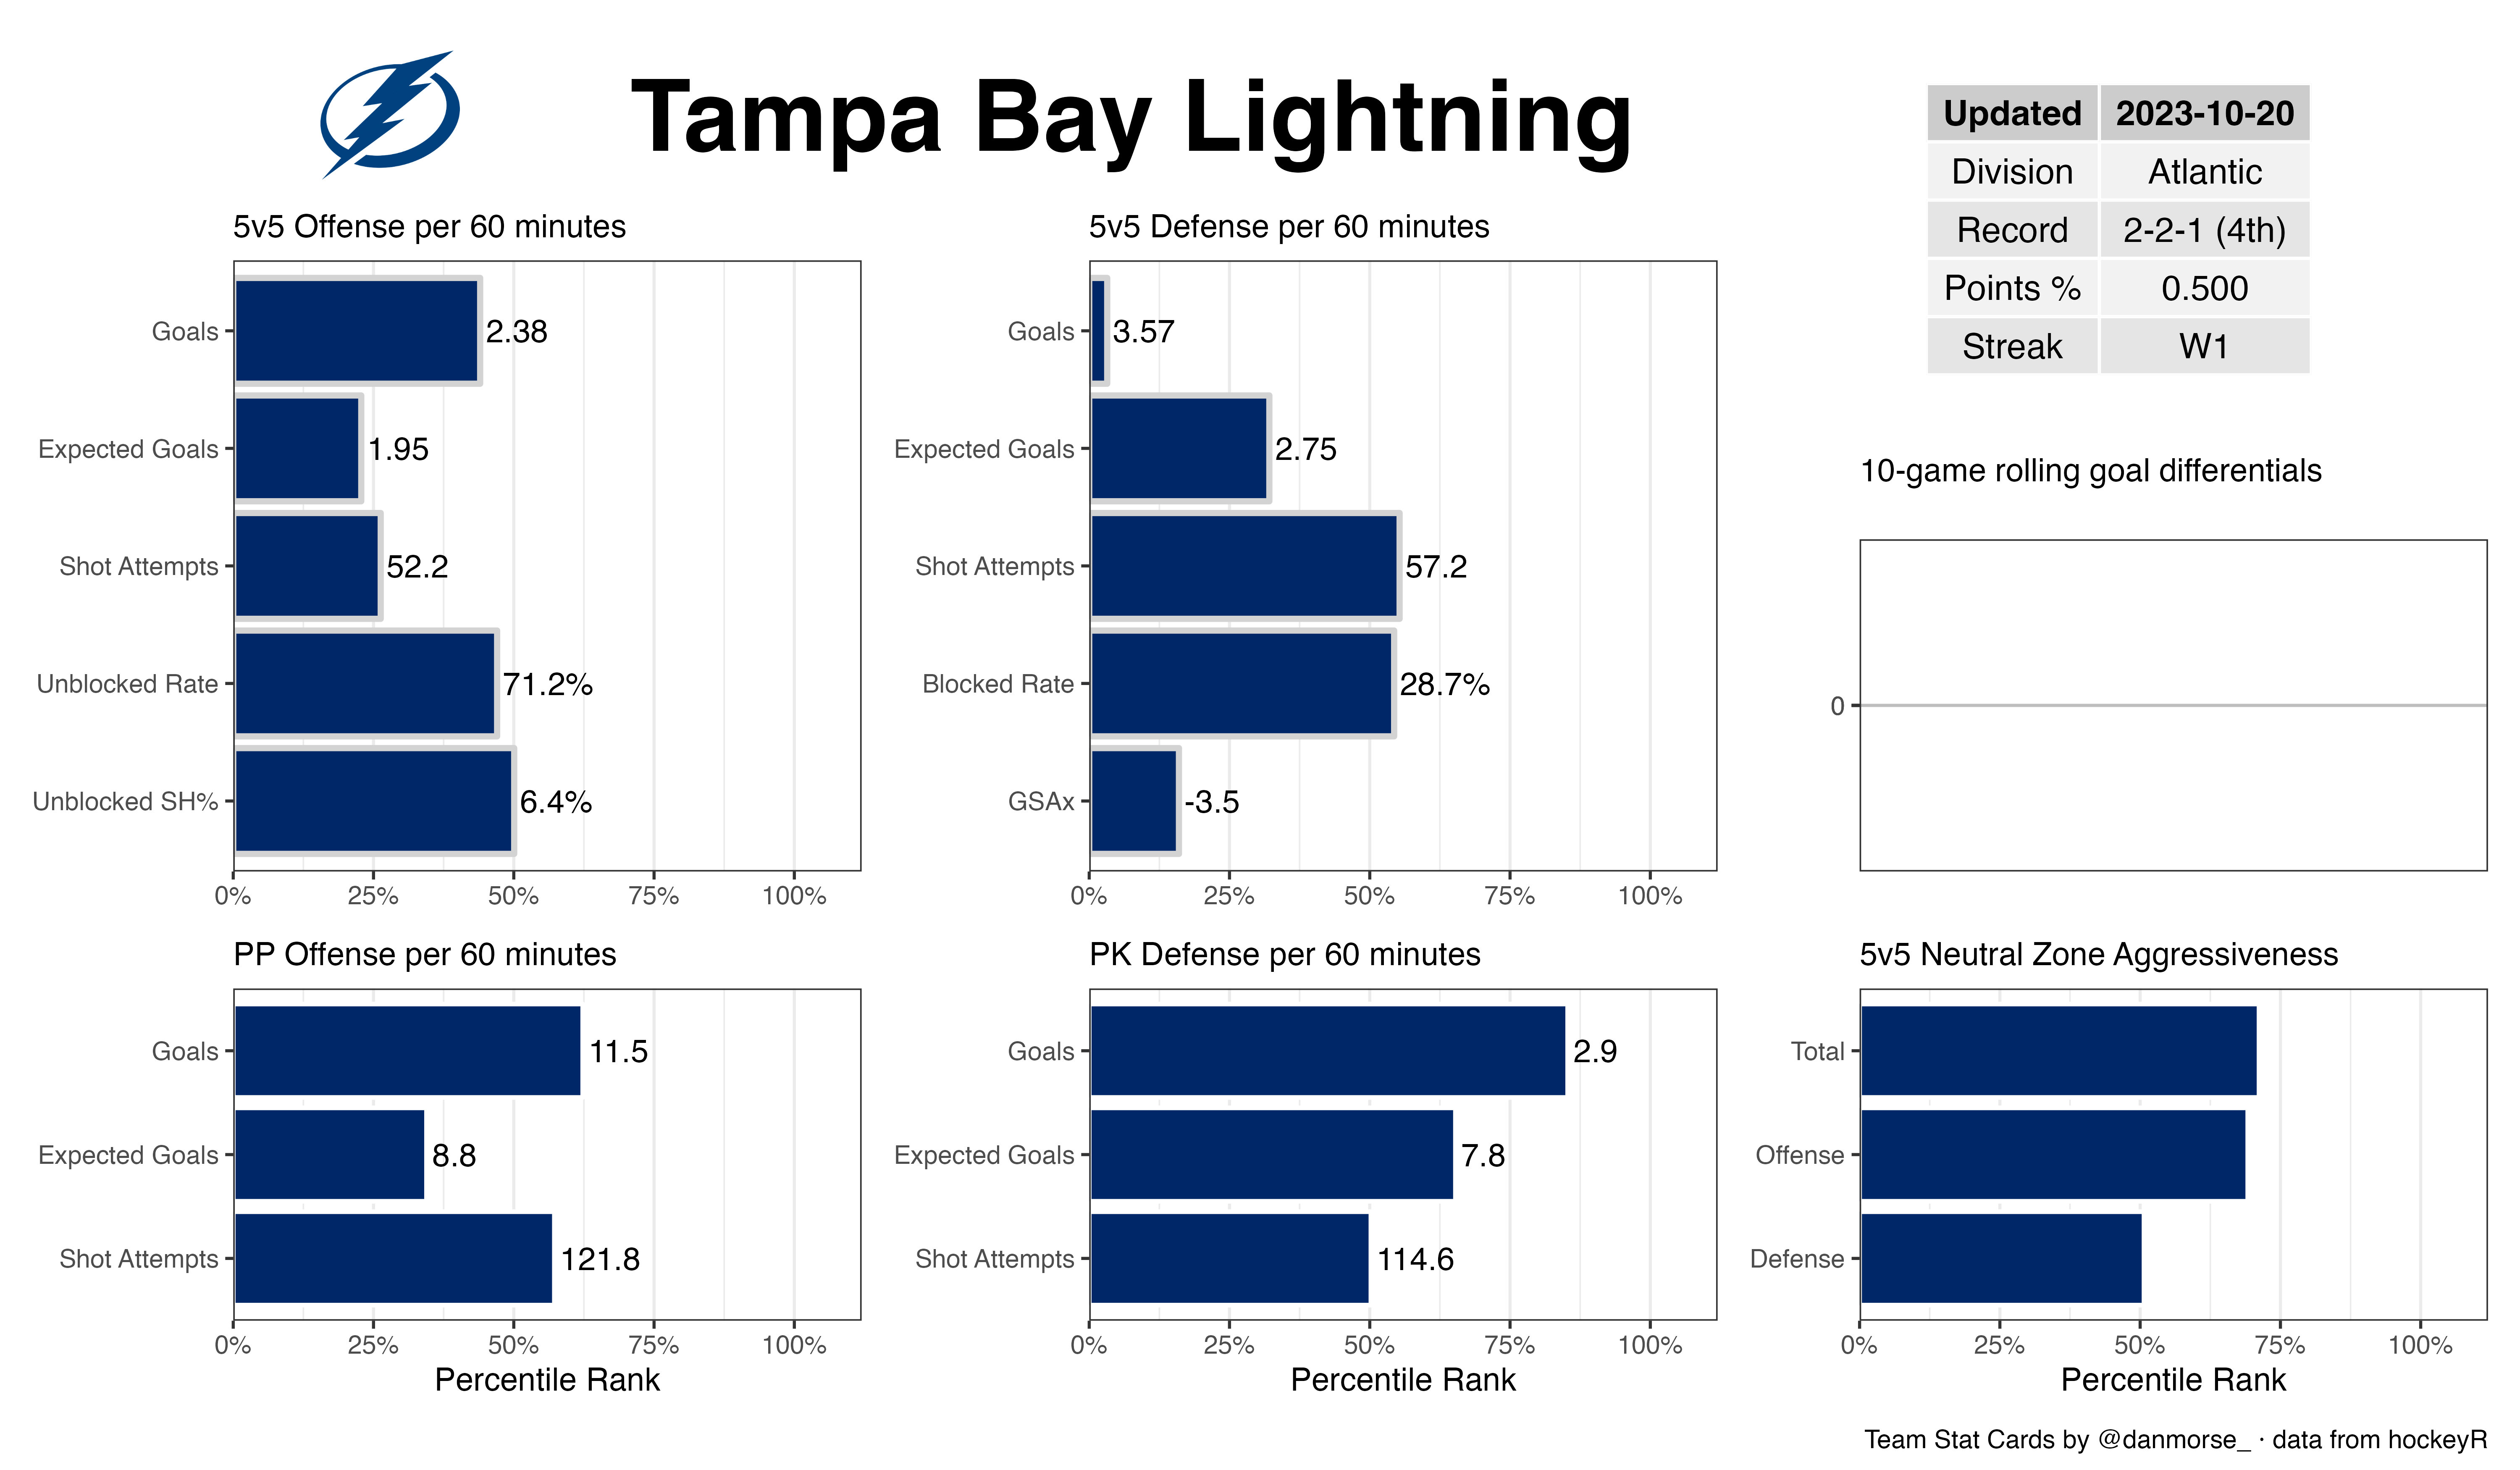 Tampa Bay Lightning
Updated 2023-10-20
Division Atlantic
Record 2-2-1 (4th)
Points % 0.500
Streak W1
5v5 Offense per 60 minutes
Goals 2.38
Expected Goals 1.95
Shot Attempts 52.2
Unblocked Rate 71.2%
Unblocked SH% 6.4%
0% 25% 50% 75% 100%
5v5 Defense per 60 minutes
Goals 3.57
Expected Goals 2.75
Shot Attempts 57.2
Blocked Rate 28.7%
GSAx -3.5
0% 25% 50% 75% 100%
10-game rolling goal differentials
0
PP Offense per 60 minutes
Goals 11.5
Expected Goals 8.8
Shot Attempts 121.8
0% 25% 50% 75% 100%
Percentile Rank
PK Defense per 60 minutes
Goals 2.9
Expected Goals 7.8
Shot Attempts 114.6
0% 25% 50% 75% 100%
Percentile Rank
5v5 Neutral Zone Aggressiveness
Total
Offense
Defense
0% 25% 50% 75% 100%
Percentile Rank
Team Stat Cards by @danmorse_ · data from hockeyR